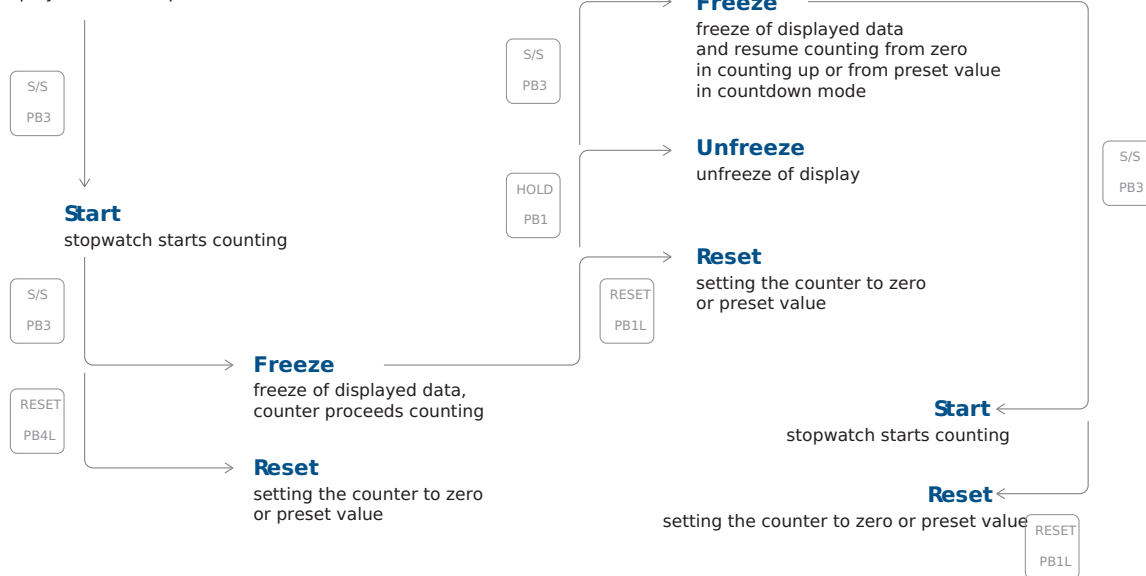 Freeze
freeze of displayed data
and resume counting from zero
in counting up or from preset value
in countdown mode
S/S
PB3
S/S
PB3
Unfreeze
unfreeze of display
S/S
PB3
HOLD
PB1
Start
stopwatch starts counting
Reset
setting the counter to zero
or preset value
S/S
PB3
RESET
PB1L
Freeze
freeze of displayed data,
counter proceeds counting
RESET
PB4L
Start
stopwatch starts counting
Reset
setting the counter to zero
or preset value
Reset
setting the counter to zero or preset value
RESET
PB1L